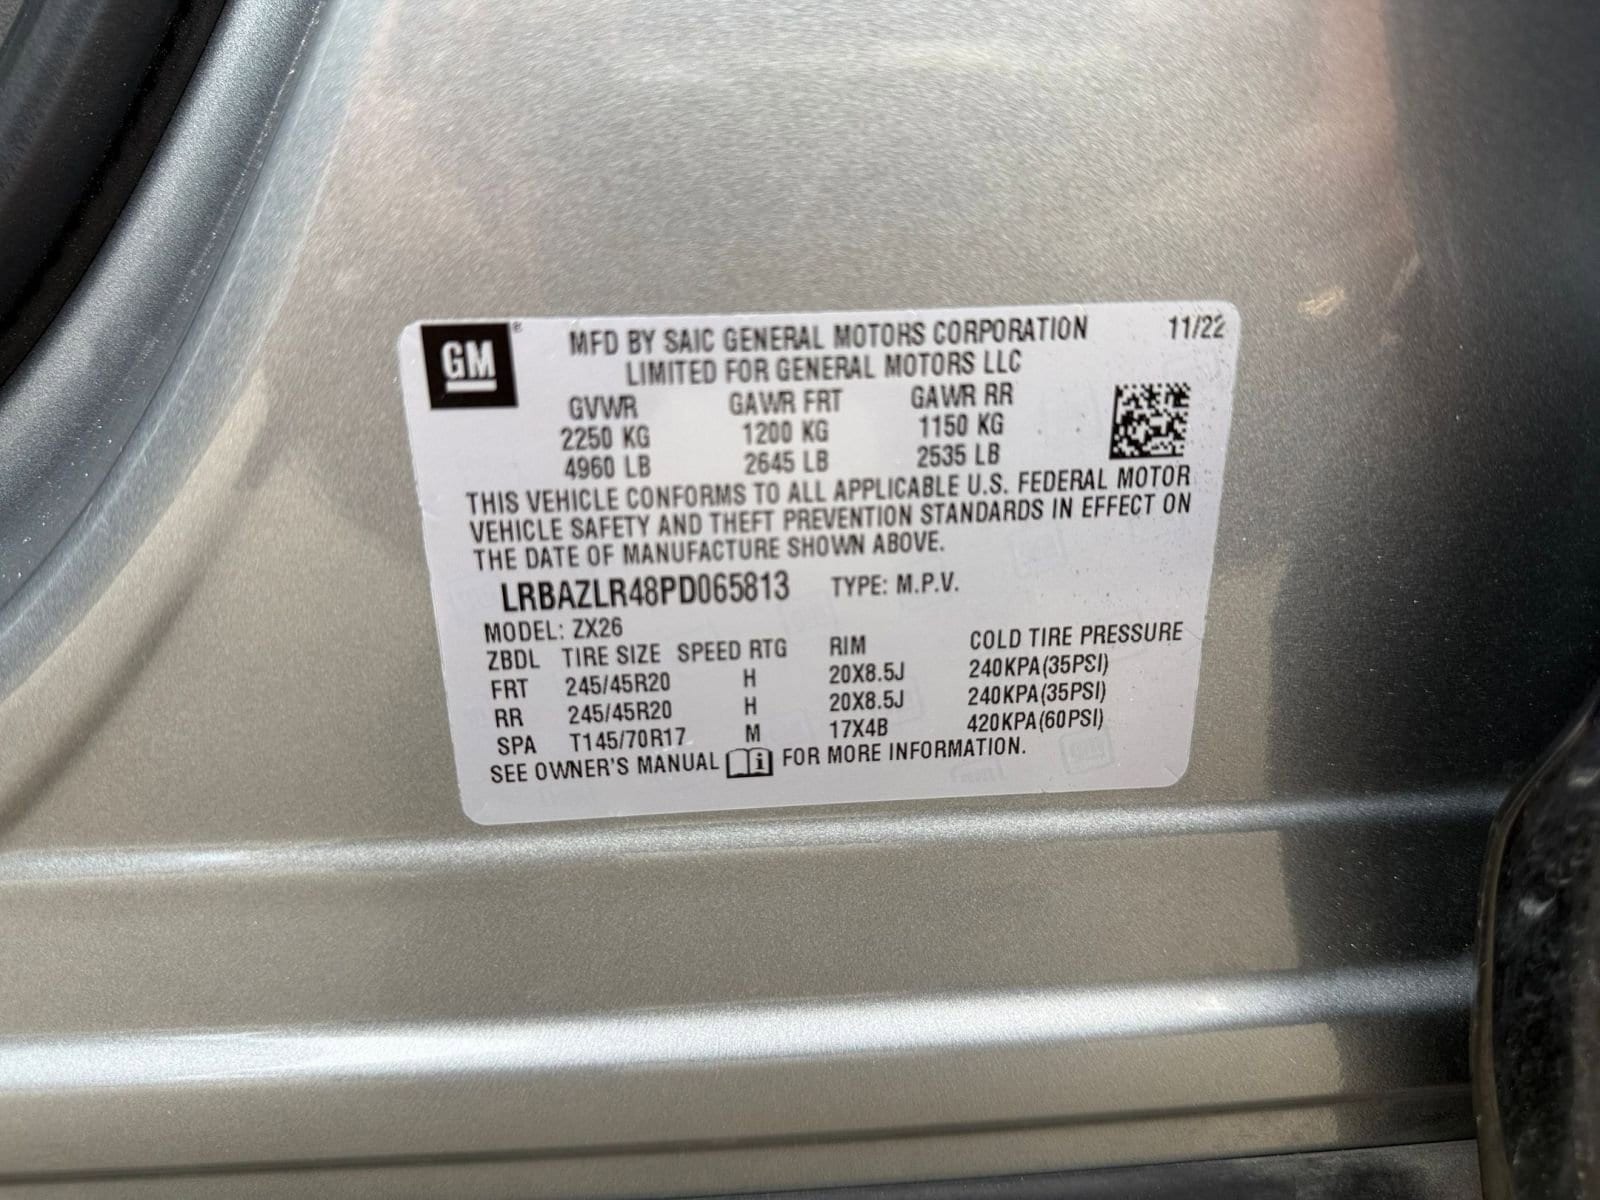 GM ® MFD BY SAIC GENERAL MOTORS CORPORATION 11/22
LIMITED FOR GENERAL MOTORS LLC
GVWR GAWR FRT GAWR RR
2250 KG 1200 KG 1150 KG
4960 LB 2645 LB 2535 LB
THIS VEHICLE CONFORMS TO ALL APPLICABLE U.S. FEDERAL MOTOR
VEHICLE SAFETY AND THEFT PREVENTION STANDARDS IN EFFECT ON
THE DATE OF MANUFACTURE SHOWN ABOVE.
LRBAZLR48PD065813 TYPE: M.P.V.
MODEL: ZX26
ZBDL TIRE SIZE SPEED RTG RIM COLD TIRE PRESSURE
FRT 245/45R20 H 20X8.5J 240KPA(35PSI)
RR 245/45R20 H 20X8.5J 240KPA(35PSI)
SPA T145/70R17 M 17X4B 420KPA(60PSI)
SEE OWNER'S MANUAL FOR MORE INFORMATION.